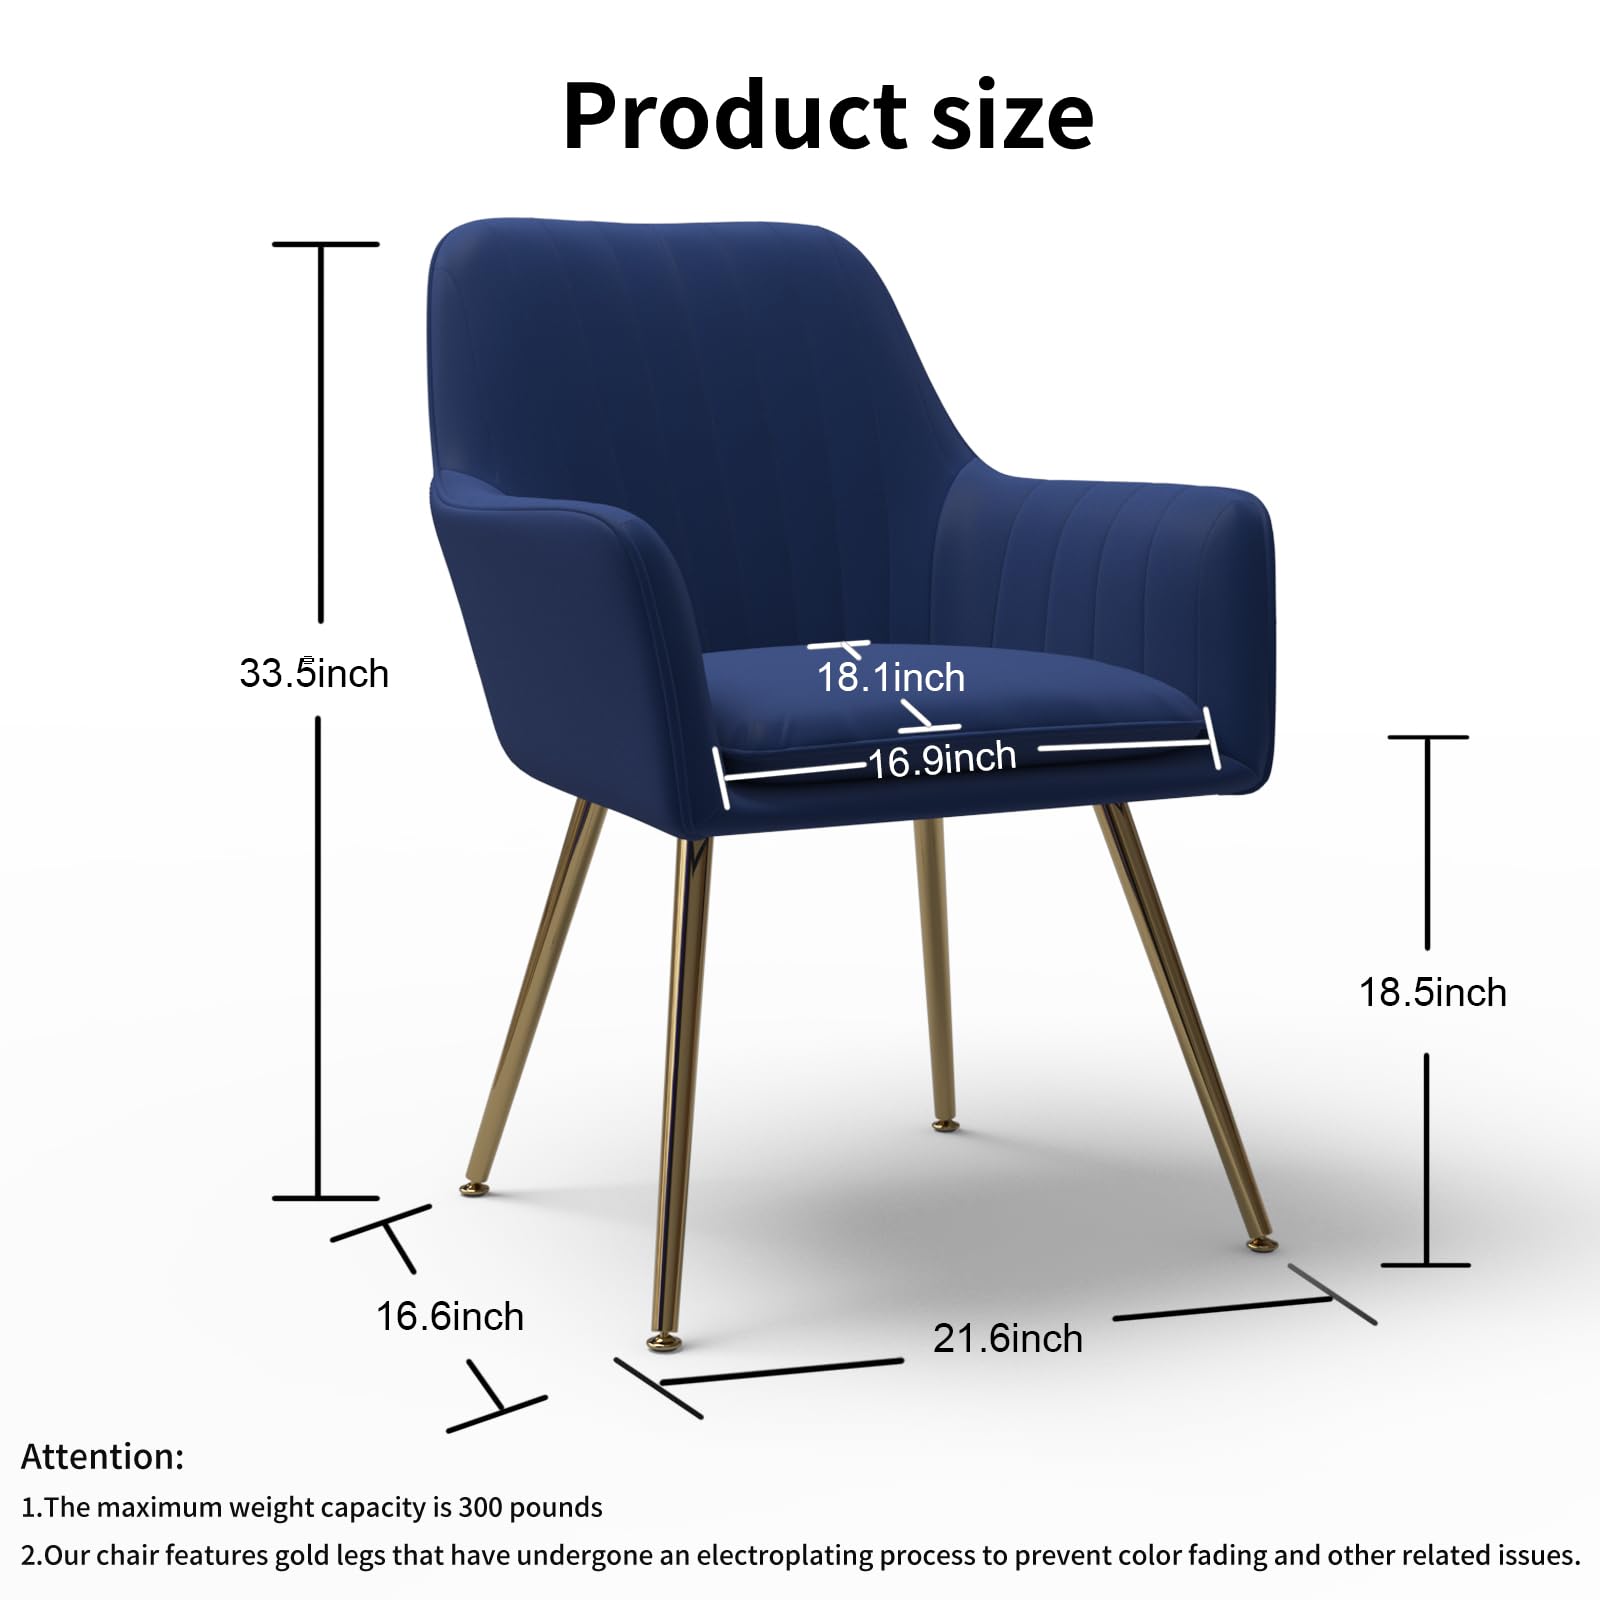 Product size
33.5inch
18.1inch
16.9inch
18.5inch
16.6inch
21.6inch
Attention:
1.The maximum weight capacity is 300 pounds
2.Our chair features gold legs that have undergone an electroplating process to prevent color fading and other related issues.